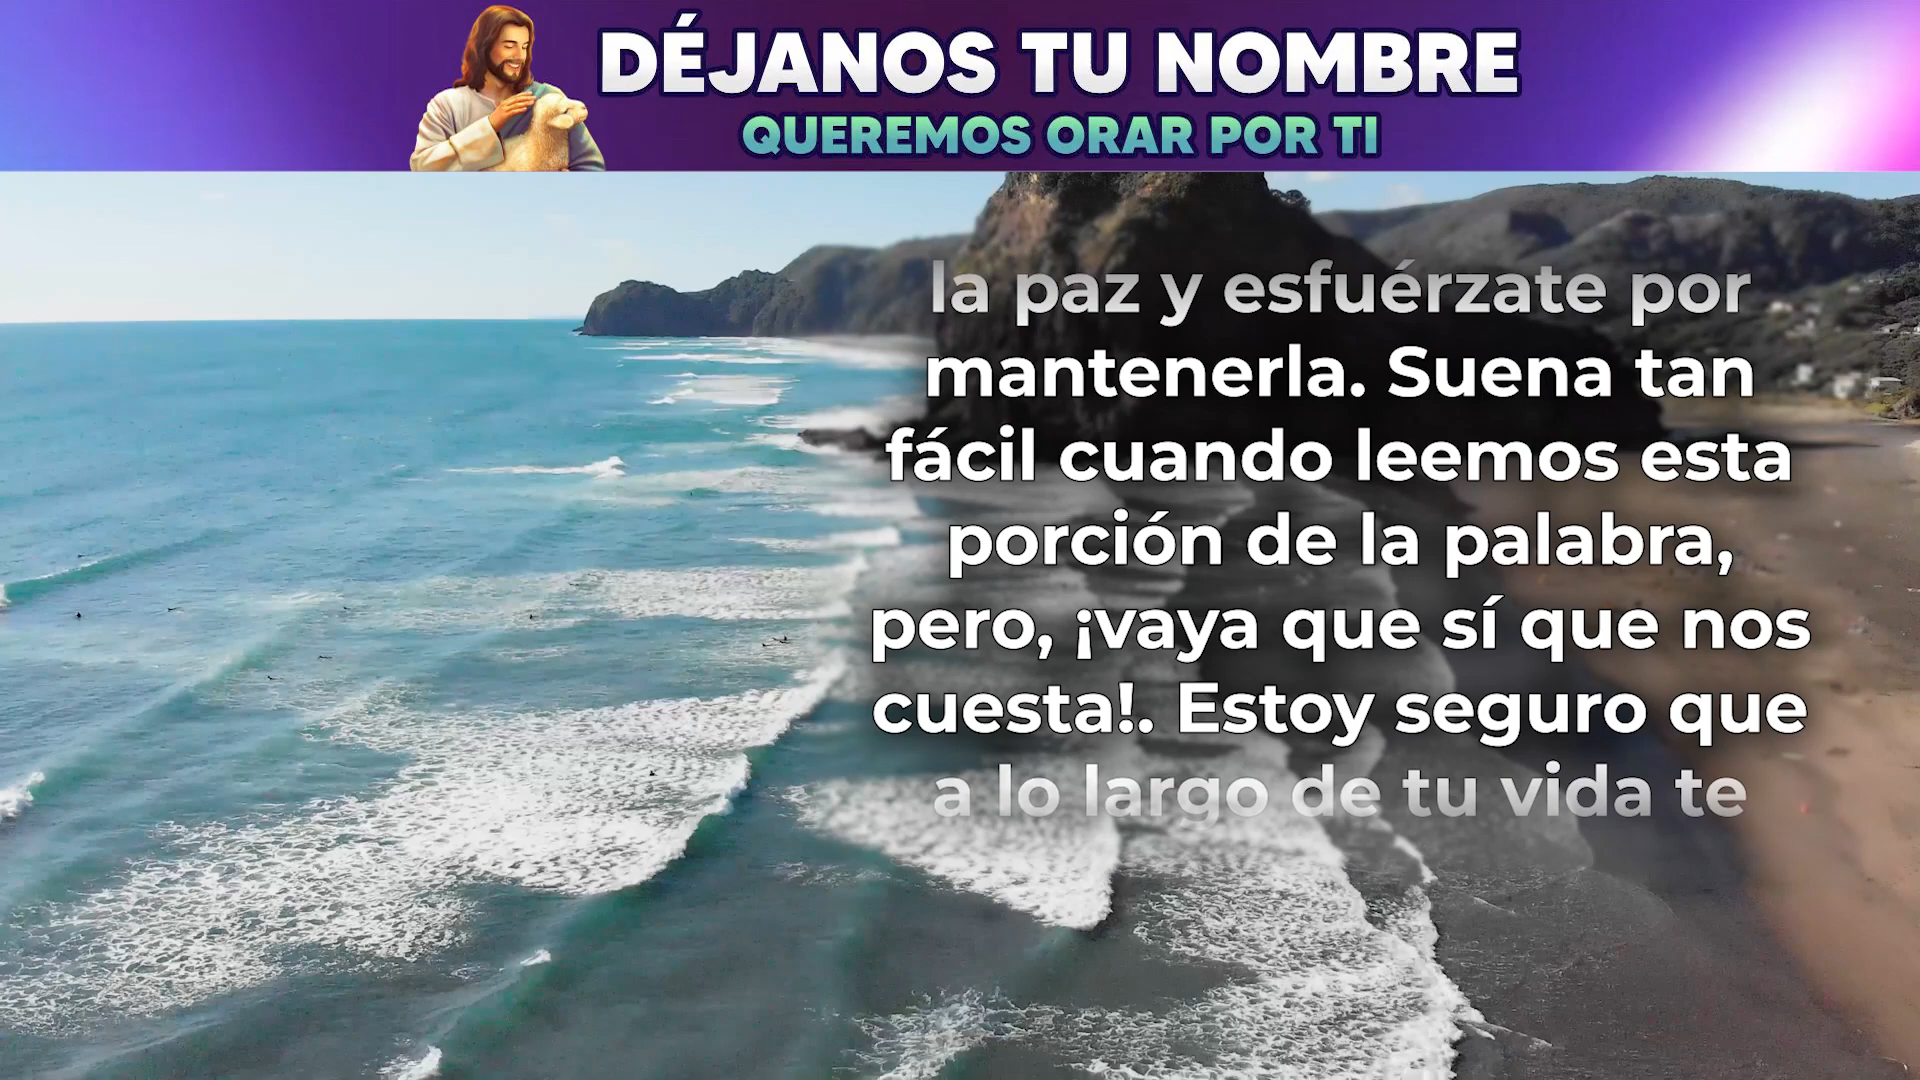 DÉJANOS TU NOMBRE
QUEREMOS ORAR POR TI
la paz y esfuérzate por
mantenerla. Suena tan
fácil cuando leemos esta
porción de la palabra,
pero, ¡vaya que sí que nos
cuesta!. Estoy seguro que
a lo largo de tu vida te